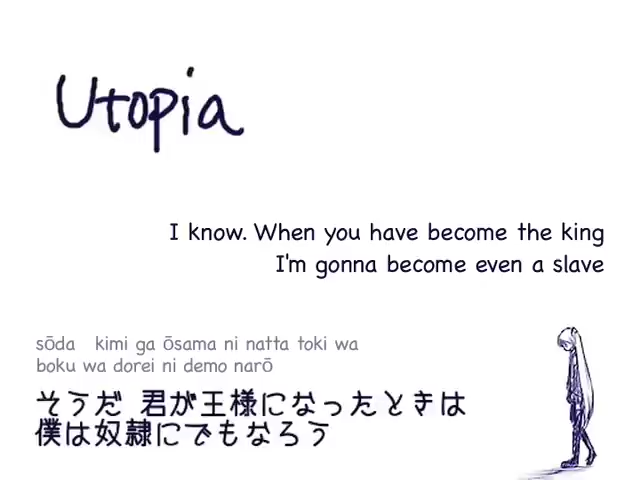 Utopia
I know. When you have become the king
I'm gonna become even a slave
sōda kimi ga ōsama ni natta toki wa
boku wa dorei ni demo narō
そうだ 君が王様になったときは
僕は奴隷にでもなろう